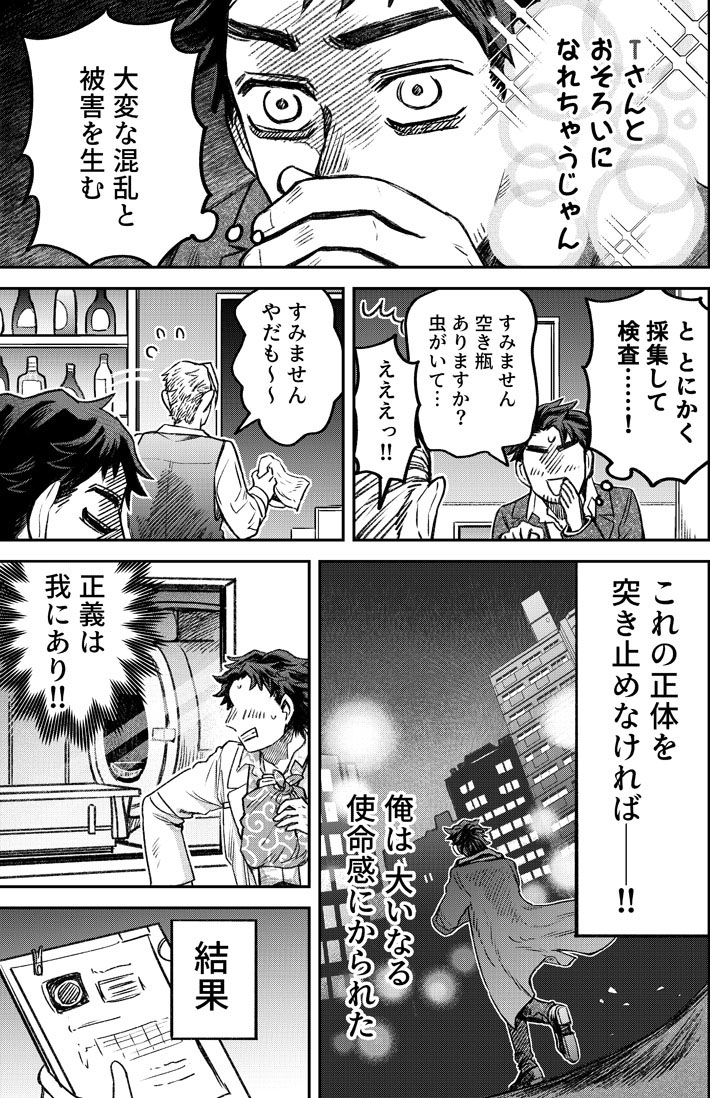 Tさんと
おそろいに
なれちゃうじゃん
大変な混乱と
被害を生む
と とにかく
採集して
検査……！
すみません
空き瓶
ありますか？
虫がいて…
えええっ！！
すみません
やだも〜〜
これの正体を
突き止めなければ――！！
俺は 大いなる
使命感にかられた
正義は
我にあり！！
結果